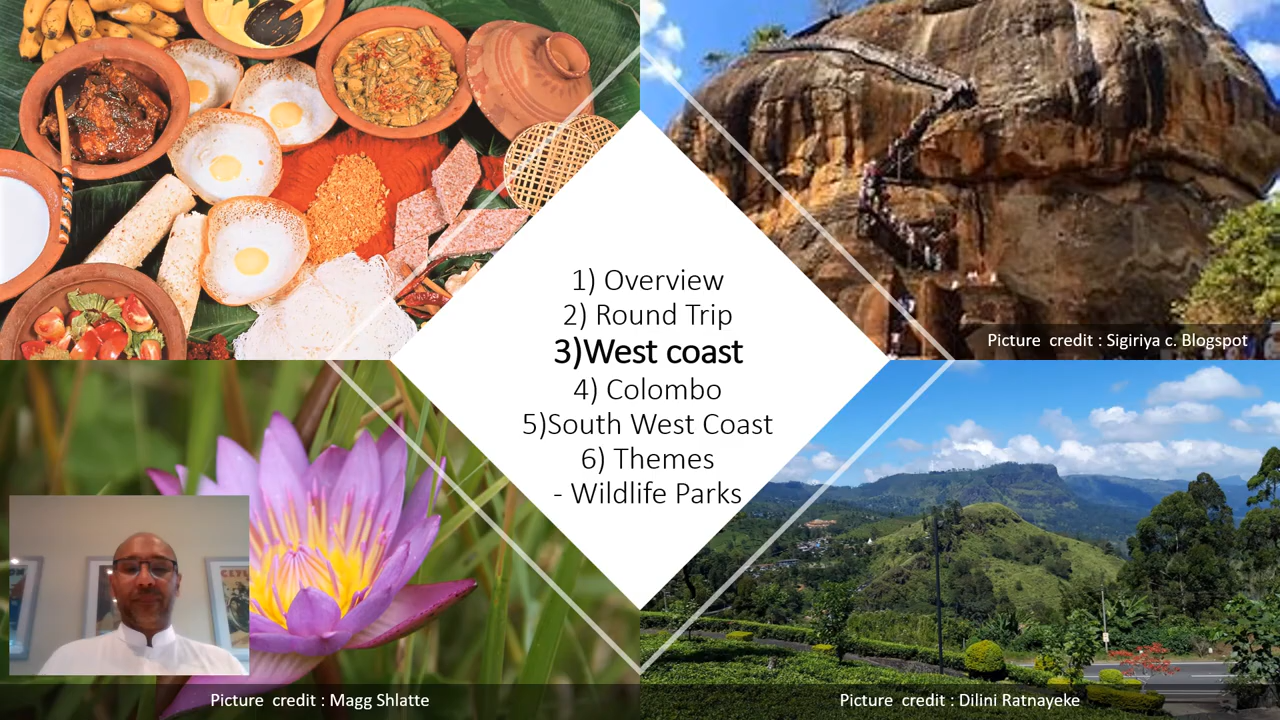 1) Overview
2) Round Trip
3)West coast
4) Colombo
5)South West Coast
6) Themes
- Wildlife Parks
Picture credit : Sigiriya c. Blogspot
CEYL
Picture credit : Magg Shlatte
Picture credit : Dilini Ratnayeke